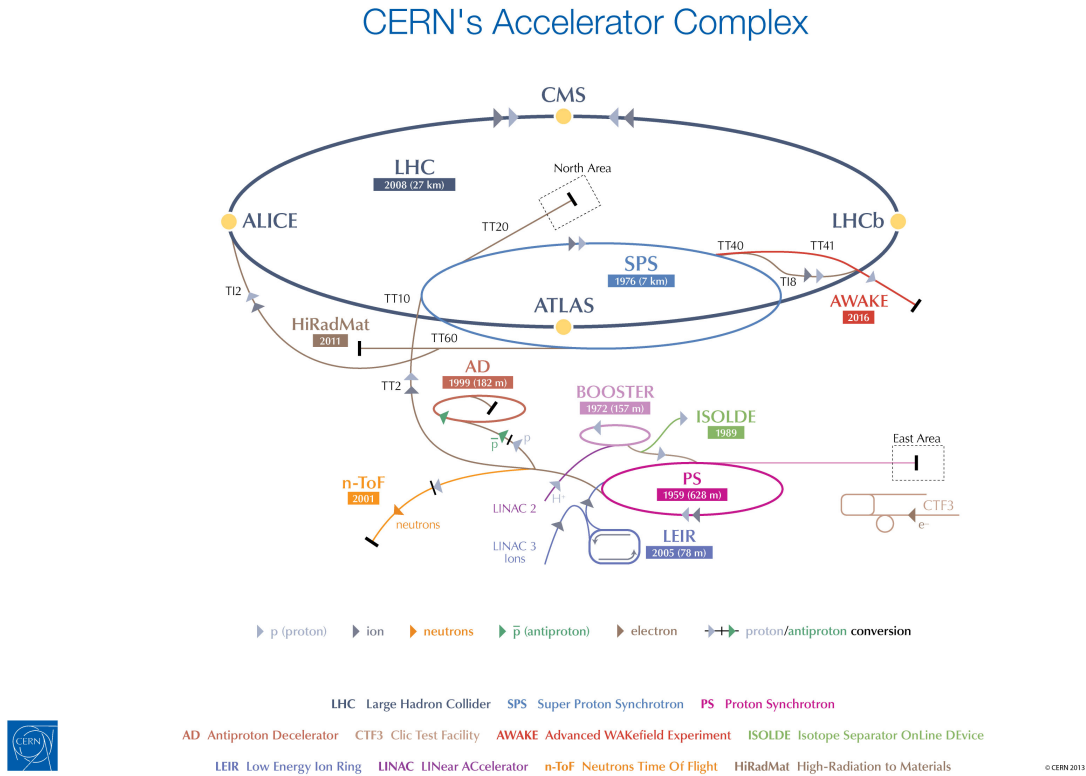 CERN's Accelerator Complex
CMS
LHC
2008 (27 km)
North Area
ALICE
LHCb
TT20
TT40
TT41
SPS
1976 (7 km)
TI8
TI2
TT10
ATLAS
AWAKE
2016
HiRadMat
2011
TT60
AD
1999 (182 m)
TT2
BOOSTER
1972 (157 m)
ISOLDE
1989
p
p̅
East Area
n-ToF
2001
PS
1959 (628 m)
H⁺
LINAC 2
neutrons
CTF3
e⁻
LEIR
2005 (78 m)
LINAC 3
Ions
p (proton) ion neutrons p̅ (antiproton) electron proton/antiproton conversion
LHC Large Hadron Collider SPS Super Proton Synchrotron PS Proton Synchrotron
AD Antiproton Decelerator CTF3 Clic Test Facility AWAKE Advanced WAKefield Experiment ISOLDE Isotope Separator OnLine DEvice
LEIR Low Energy Ion Ring LINAC LINear ACcelerator n-ToF Neutrons Time Of Flight HiRadMat High-Radiation to Materials
CERN
© CERN 2013